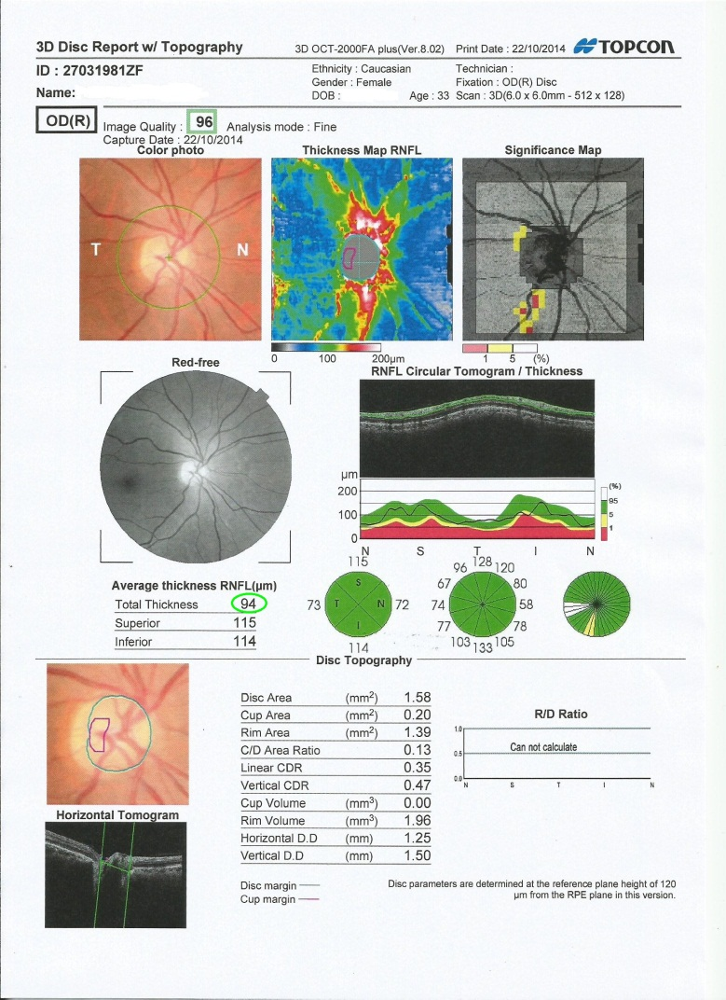 3D Disc Report w/ Topography 3D OCT-2000FA plus(Ver.8.02) Print Date : 22/10/2014 TOPCON
ID : 27031981ZF Ethnicity : Caucasian Technician :
Gender : Female Fixation : OD(R) Disc
Name: DOB : Age : 33 Scan : 3D(6.0 x 6.0mm - 512 x 128)
OD(R) Image Quality : 96 Analysis mode : Fine
Capture Date : 22/10/2014
Color photo Thickness Map RNFL Significance Map
T N
0 100 200μm 1 5 (%)
Red-free RNFL Circular Tomogram / Thickness
μm
200
100
0
N S T I N
(%)
95
5
1
Average thickness RNFL(μm)
Total Thickness 94
Superior 115
Inferior 114
115
73 S T N I 72
114
96 128 120
67 80
74 58
77 78
103 133 105
Disc Topography
Disc Area (mm²) 1.58
Cup Area (mm²) 0.20
Rim Area (mm²) 1.39
C/D Area Ratio 0.13
Linear CDR 0.35
Vertical CDR 0.47
Cup Volume (mm³) 0.00
Rim Volume (mm³) 1.96
Horizontal D.D (mm) 1.25
Vertical D.D (mm) 1.50
R/D Ratio
1.0
0.5 Can not calculate
0.0
N S T I N
Horizontal Tomogram
Disc margin
Cup margin
Disc parameters are determined at the reference plane height of 120
μm from the RPE plane in this version.